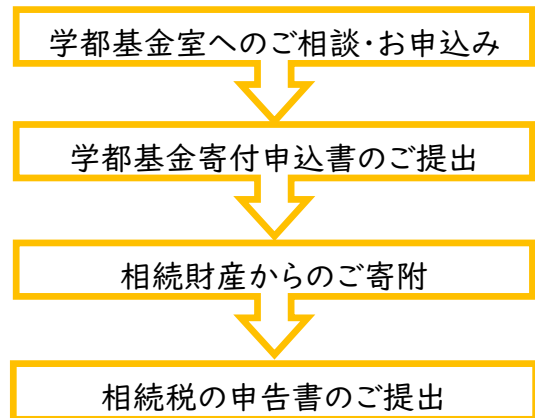 学都基金室へのご相談・お申込み
学都基金寄付申込書のご提出
相続財産からのご寄附
相続税の申告書のご提出